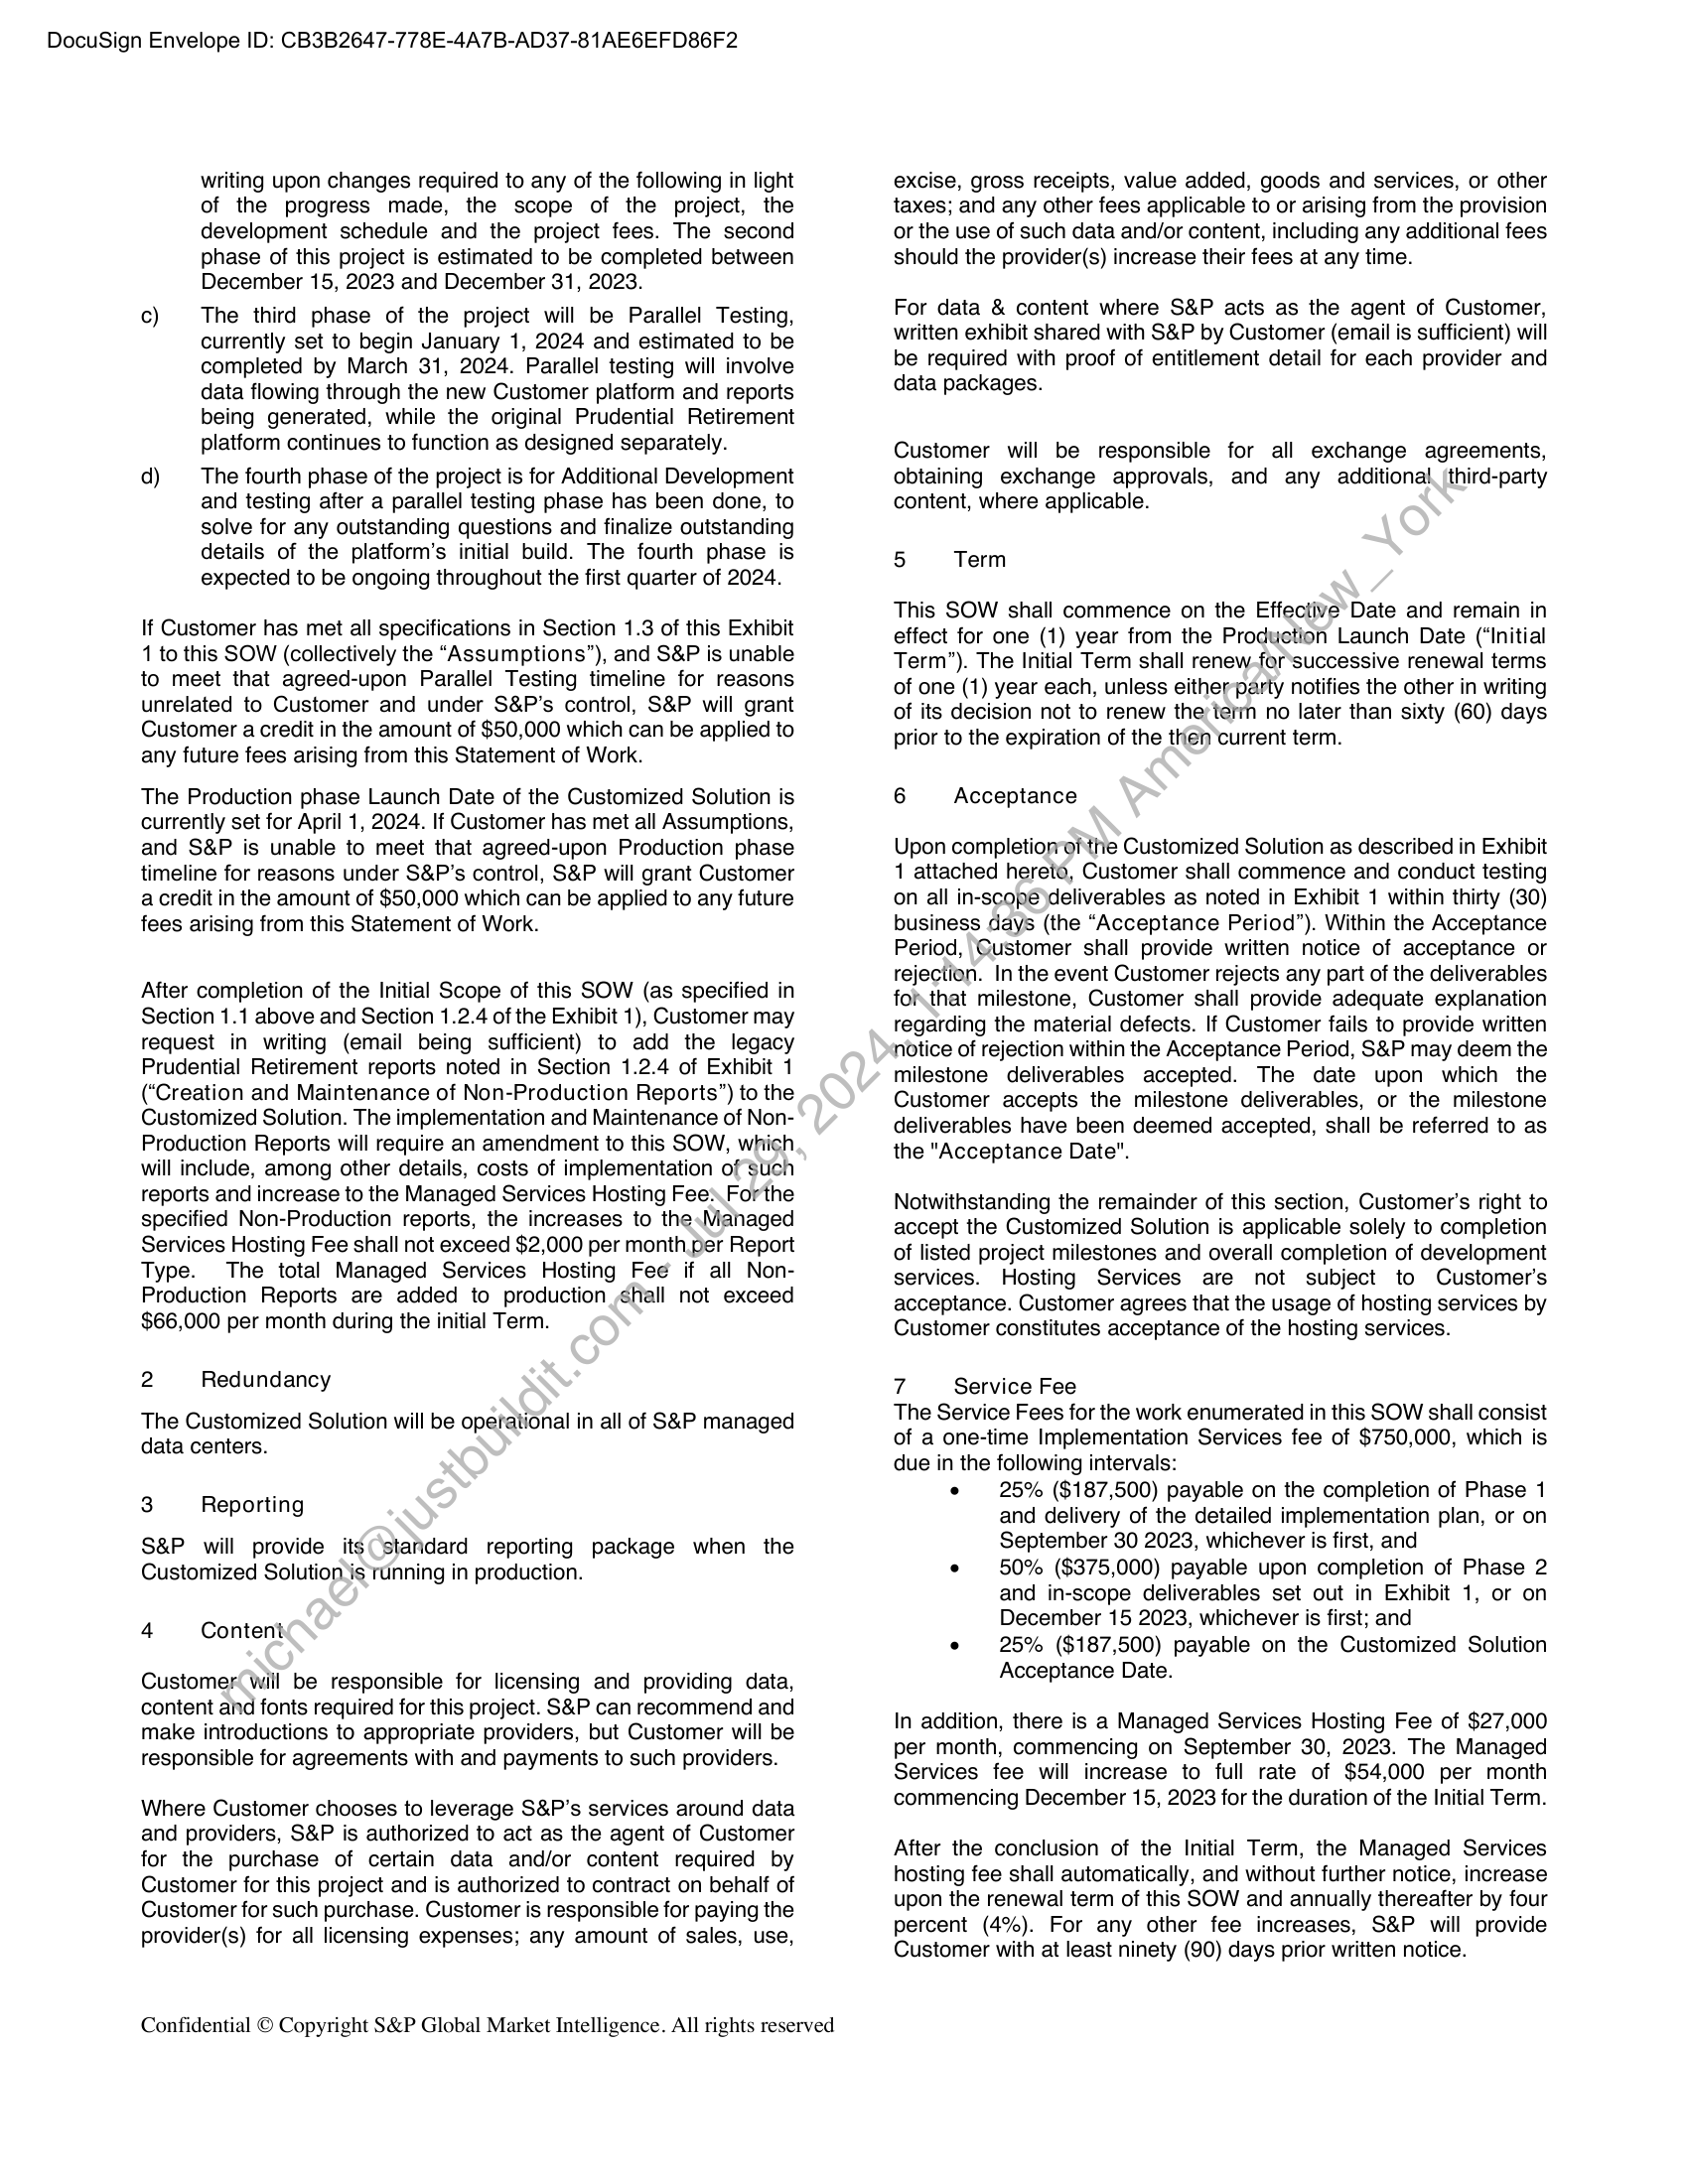 DocuSign Envelope ID: CB3B2647-778E-4A7B-AD37-81AE6EFD86F2
writing upon changes required to any of the following in light
of the progress made, the scope of the project, the
development schedule and the project fees. The second
phase of this project is estimated to be completed between
December 15, 2023 and December 31, 2023.
c) The third phase of the project will be Parallel Testing,
currently set to begin January 1, 2024 and estimated to be
completed by March 31, 2024. Parallel testing will involve
data flowing through the new Customer platform and reports
being generated, while the original Prudential Retirement
platform continues to function as designed separately.
d) The fourth phase of the project is for Additional Development
and testing after a parallel testing phase has been done, to
solve for any outstanding questions and finalize outstanding
details of the platform's initial build. The fourth phase is
expected to be ongoing throughout the first quarter of 2024.
If Customer has met all specifications in Section 1.3 of this Exhibit
1 to this SOW (collectively the “Assumptions”), and S&P is unable
to meet that agreed-upon Parallel Testing timeline for reasons
unrelated to Customer and under S&P’s control, S&P will grant
Customer a credit in the amount of $50,000 which can be applied to
any future fees arising from this Statement of Work.
The Production phase Launch Date of the Customized Solution is
currently set for April 1, 2024. If Customer has met all Assumptions,
and S&P is unable to meet that agreed-upon Production phase
timeline for reasons under S&P’s control, S&P will grant Customer
a credit in the amount of $50,000 which can be applied to any future
fees arising from this Statement of Work.
After completion of the Initial Scope of this SOW (as specified in
Section 1.1 above and Section 1.2.4 of the Exhibit 1), Customer may
request in writing (email being sufficient) to add the legacy
Prudential Retirement reports noted in Section 1.2.4 of Exhibit 1
(“Creation and Maintenance of Non-Production Reports”) to the
Customized Solution. The implementation and Maintenance of Non-
Production Reports will require an amendment to this SOW, which
will include, among other details, costs of implementation of such
reports and increase to the Managed Services Hosting Fee. For the
specified Non-Production reports, the increases to the Managed
Services Hosting Fee shall not exceed $2,000 per month per Report
Type. The total Managed Services Hosting Fee if all Non-
Production Reports are added to production shall not exceed
$66,000 per month during the initial Term.
2 Redundancy
The Customized Solution will be operational in all of S&P managed
data centers.
3 Reporting
S&P will provide its standard reporting package when the
Customized Solution is running in production.
4 Content
Customer will be responsible for licensing and providing data,
content and fonts required for this project. S&P can recommend and
make introductions to appropriate providers, but Customer will be
responsible for agreements with and payments to such providers.
Where Customer chooses to leverage S&P’s services around data
and providers, S&P is authorized to act as the agent of Customer
for the purchase of certain data and/or content required by
Customer for this project and is authorized to contract on behalf of
Customer for such purchase. Customer is responsible for paying the
provider(s) for all licensing expenses; any amount of sales, use,
excise, gross receipts, value added, goods and services, or other
taxes; and any other fees applicable to or arising from the provision
or the use of such data and/or content, including any additional fees
should the provider(s) increase their fees at any time.
For data & content where S&P acts as the agent of Customer,
written exhibit shared with S&P by Customer (email is sufficient) will
be required with proof of entitlement detail for each provider and
data packages.
Customer will be responsible for all exchange agreements,
obtaining exchange approvals, and any additional third-party
content, where applicable.
5 Term
This SOW shall commence on the Effective Date and remain in
effect for one (1) year from the Production Launch Date (“Initial
Term”). The Initial Term shall renew for successive renewal terms
of one (1) year each, unless either party notifies the other in writing
of its decision not to renew the term no later than sixty (60) days
prior to the expiration of the then current term.
6 Acceptance
Upon completion of the Customized Solution as described in Exhibit
1 attached hereto, Customer shall commence and conduct testing
on all in-scope deliverables as noted in Exhibit 1 within thirty (30)
business days (the “Acceptance Period”). Within the Acceptance
Period, Customer shall provide written notice of acceptance or
rejection. In the event Customer rejects any part of the deliverables
for that milestone, Customer shall provide adequate explanation
regarding the material defects. If Customer fails to provide written
notice of rejection within the Acceptance Period, S&P may deem the
milestone deliverables accepted. The date upon which the
Customer accepts the milestone deliverables, or the milestone
deliverables have been deemed accepted, shall be referred to as
the "Acceptance Date".
Notwithstanding the remainder of this section, Customer’s right to
accept the Customized Solution is applicable solely to completion
of listed project milestones and overall completion of development
services. Hosting Services are not subject to Customer’s
acceptance. Customer agrees that the usage of hosting services by
Customer constitutes acceptance of the hosting services.
7 Service Fee
The Service Fees for the work enumerated in this SOW shall consist
of a one-time Implementation Services fee of $750,000, which is
due in the following intervals:
• 25% ($187,500) payable on the completion of Phase 1
and delivery of the detailed implementation plan, or on
September 30 2023, whichever is first, and
• 50% ($375,000) payable upon completion of Phase 2
and in-scope deliverables set out in Exhibit 1, or on
December 15 2023, whichever is first; and
• 25% ($187,500) payable on the Customized Solution
Acceptance Date.
In addition, there is a Managed Services Hosting Fee of $27,000
per month, commencing on September 30, 2023. The Managed
Services fee will increase to full rate of $54,000 per month
commencing December 15, 2023 for the duration of the Initial Term.
After the conclusion of the Initial Term, the Managed Services
hosting fee shall automatically, and without further notice, increase
upon the renewal term of this SOW and annually thereafter by four
percent (4%). For any other fee increases, S&P will provide
Customer with at least ninety (90) days prior written notice.
michael@justbuildit.com - Jul 29, 2024, 1:14:36 PM America/New_York
Confidential © Copyright S&P Global Market Intelligence. All rights reserved